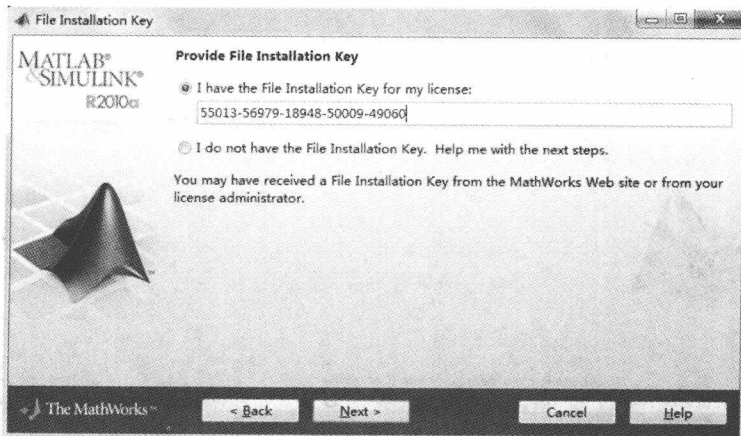 File Installation Key
MATLAB®
&SIMULINK®
R2010a
Provide File Installation Key
I have the File Installation Key for my license:
55013-56979-18948-50009-49060
I do not have the File Installation Key. Help me with the next steps.
You may have received a File Installation Key from the MathWorks Web site or from your
license administrator.
The MathWorks™
< Back
Next >
Cancel
Help